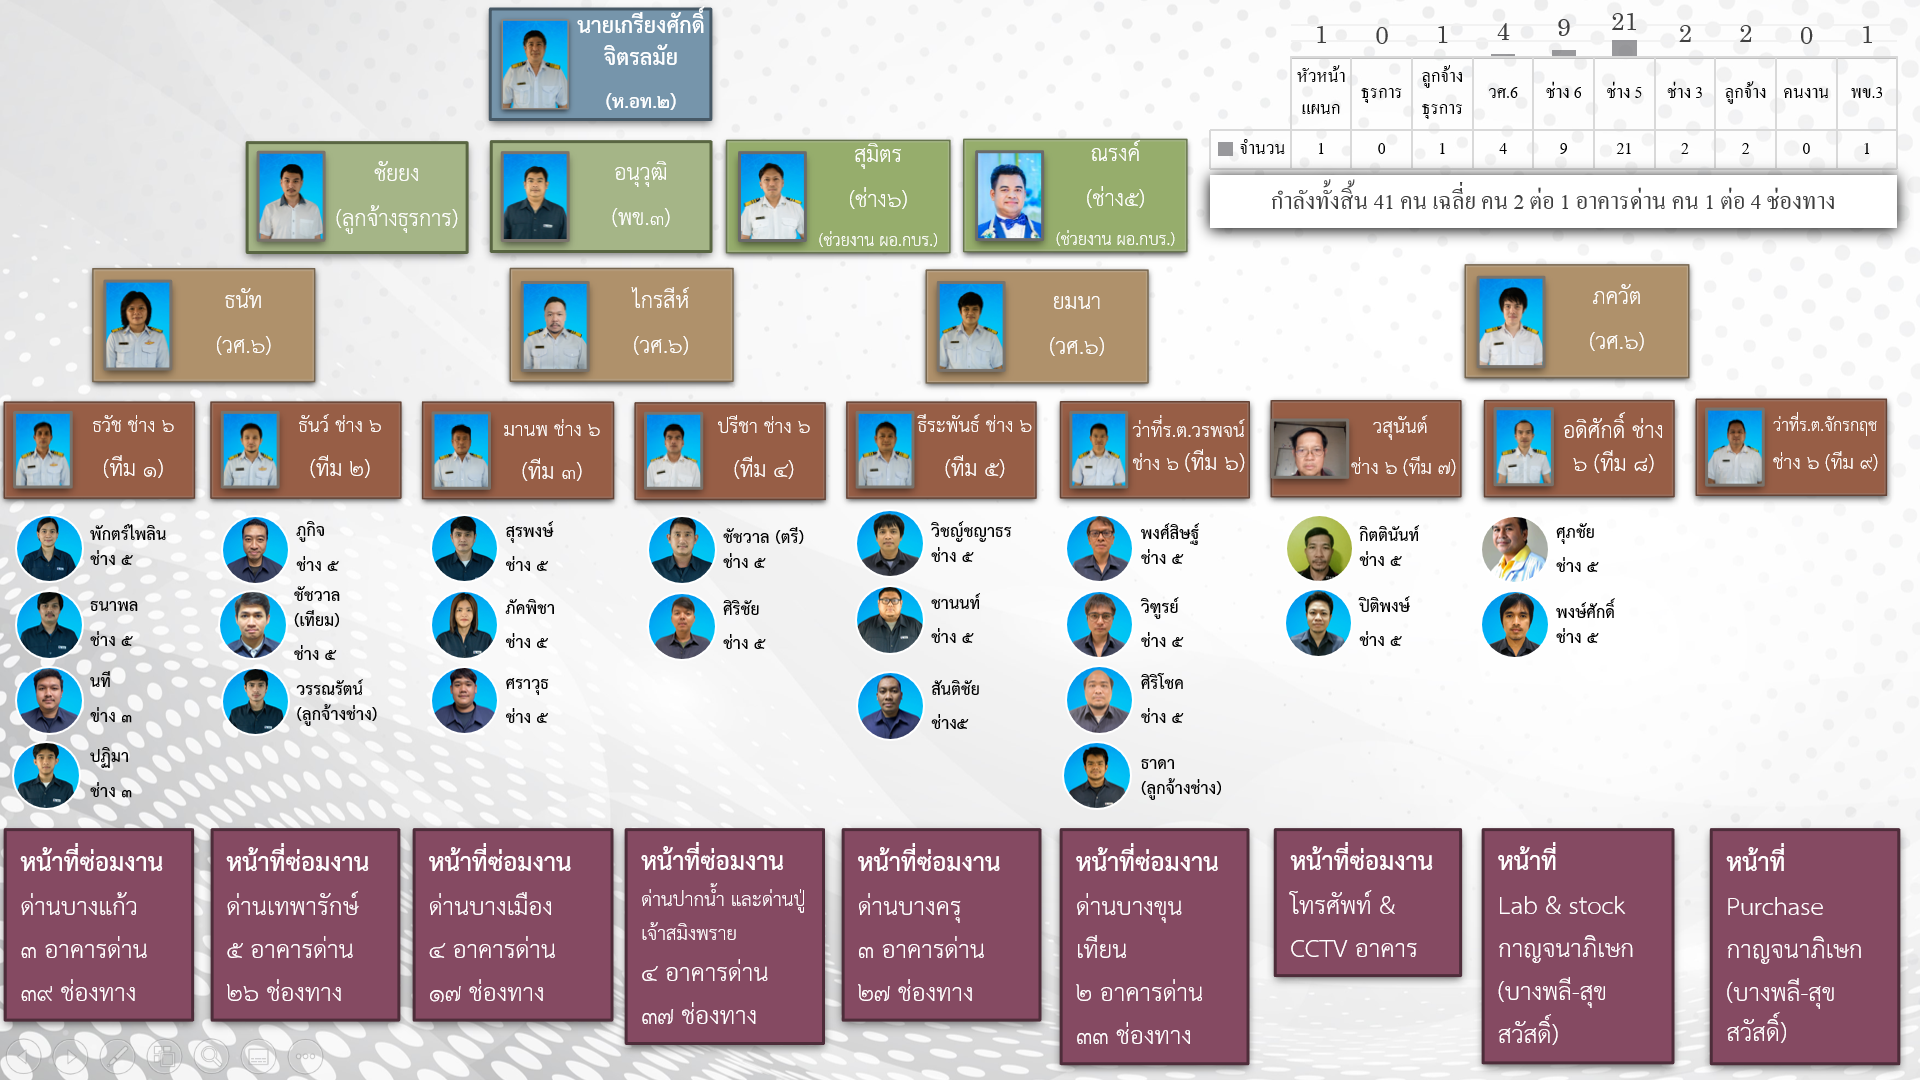 นายเกรียงศักดิ์
จิตรลมัย
(ห.อท.๒)
1 0 1 4 9 21 2 2 0 1
หัวหน้าแผนก ธุรการ ลูกจ้างธุรการ วศ.6 ช่าง 6 ช่าง 5 ช่าง 3 ลูกจ้าง คนงาน พข.3
จำนวน 1 0 1 4 9 21 2 2 0 1
กำลังทั้งสิ้น 41 คน เฉลี่ย คน 2 ต่อ 1 อาคารด่าน คน 1 ต่อ 4 ช่องทาง
ชัยยง
(ลูกจ้างธุรการ)
อนุวุฒิ
(พข.๓)
สุมิตร
(ช่าง๖)
(ช่วยงาน ผอ.กบร.)
ณรงค์
(ช่าง๕)
(ช่วยงาน ผอ.กบร.)
ธนัท
(วศ.๖)
ไกรสีห์
(วศ.๖)
ยมนา
(วศ.๖)
ภควัต
(วศ.๖)
ธวัช ช่าง ๖
(ทีม ๑)
ธันว์ ช่าง ๖
(ทีม ๒)
มานพ ช่าง ๖
(ทีม ๓)
ปรีชา ช่าง ๖
(ทีม ๔)
ธีระพันธ์ ช่าง ๖
(ทีม ๕)
ว่าที่ร.ต.วรพจน์
ช่าง ๖ (ทีม ๖)
วสุนันต์
ช่าง ๖ (ทีม ๗)
อดิศักดิ์ ช่าง
๖ (ทีม ๘)
ว่าที่ร.ต.จักรกฤช
ช่าง ๖ (ทีม ๙)
พักตร์ไพลิน
ช่าง ๕
ธนาพล
ช่าง ๕
นที
ช่าง ๓
ปฏิมา
ช่าง ๓
ภูกิจ
ช่าง ๕
ชัชวาล
(เทียม)
ช่าง ๕
วรรณรัตน์
(ลูกจ้างช่าง)
สุรพงษ์
ช่าง ๕
ภัคพิชา
ช่าง ๕
ศราวุธ
ช่าง ๕
ชัชวาล (ตรี)
ช่าง ๕
ศิริชัย
ช่าง ๕
วิชญ์ชญาธร
ช่าง ๕
ชานนท์
ช่าง ๕
สันติชัย
ช่าง๕
พงศ์สิษฐ์
ช่าง ๕
วิฑูรย์
ช่าง ๕
ศิริโชค
ช่าง ๕
ธาดา
(ลูกจ้างช่าง)
กิตตินันท์
ช่าง ๕
ปิติพงษ์
ช่าง ๕
ศุภชัย
ช่าง ๕
พงษ์ศักดิ์
ช่าง ๕
หน้าที่ซ่อมงาน
ด่านบางแก้ว
๓ อาคารด่าน
๓๙ ช่องทาง
หน้าที่ซ่อมงาน
ด่านเทพารักษ์
๕ อาคารด่าน
๒๖ ช่องทาง
หน้าที่ซ่อมงาน
ด่านบางเมือง
๔ อาคารด่าน
๑๗ ช่องทาง
หน้าที่ซ่อมงาน
ด่านปากน้ำ และด่านปู่
เจ้าสมิงพราย
๔ อาคารด่าน
๓๗ ช่องทาง
หน้าที่ซ่อมงาน
ด่านบางครุ
๓ อาคารด่าน
๒๗ ช่องทาง
หน้าที่ซ่อมงาน
ด่านบางขุน
เทียน
๒ อาคารด่าน
๓๓ ช่องทาง
หน้าที่ซ่อมงาน
โทรศัพท์ &
CCTV อาคาร
หน้าที่
Lab & stock
กาญจนาภิเษก
(บางพลี-สุข
สวัสดิ์)
หน้าที่
Purchase
กาญจนาภิเษก
(บางพลี-สุข
สวัสดิ์)